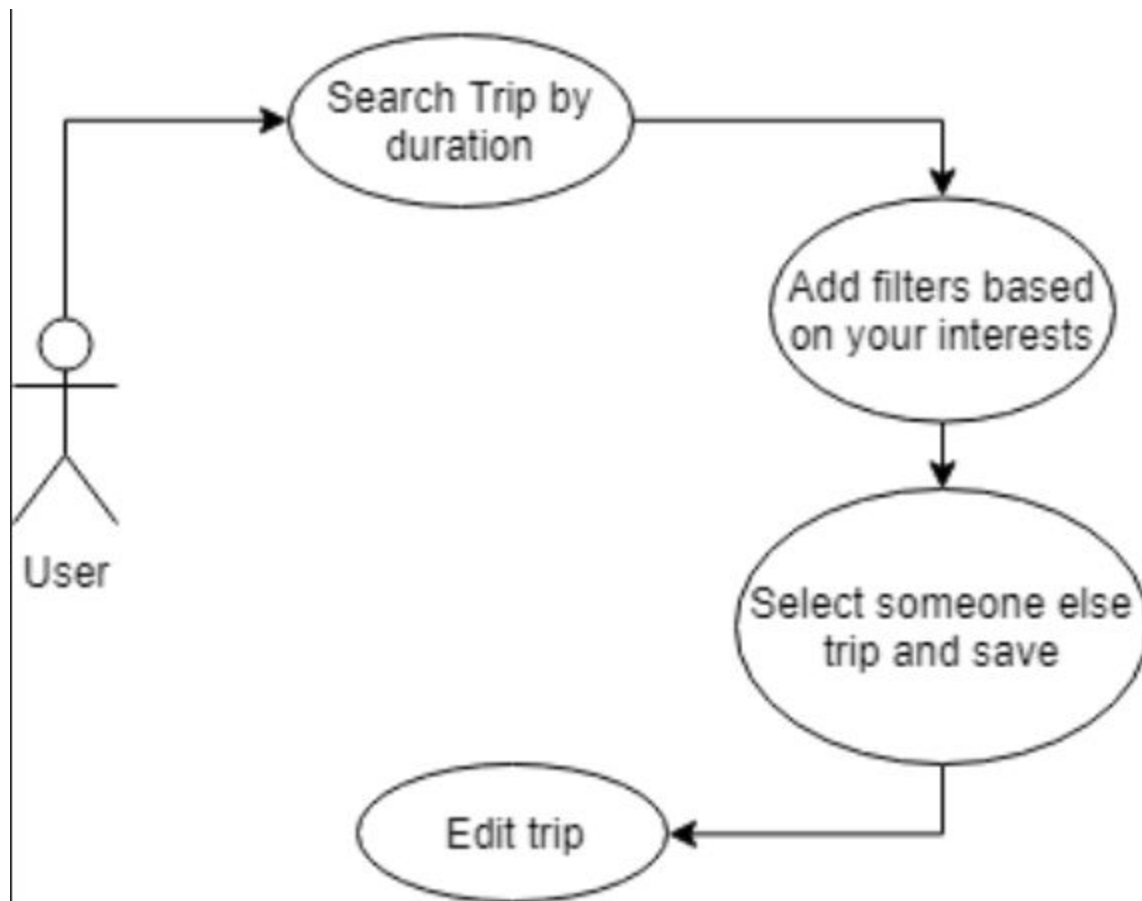 Search Trip by
duration
Add filters based
on your interests
User
Select someone else
trip and save
Edit trip